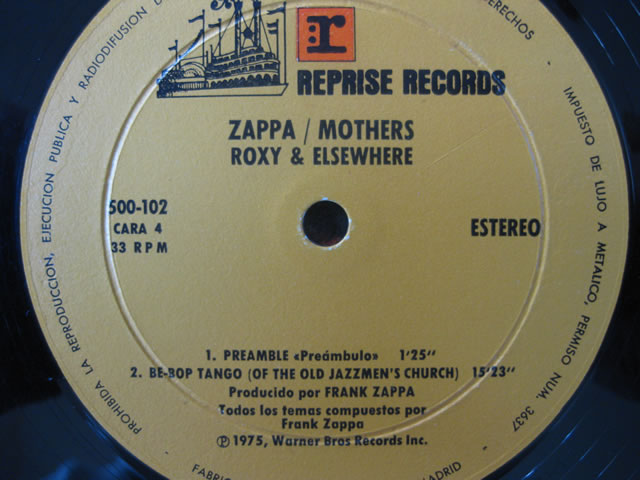 r
REPRISE RECORDS
ZAPPA / MOTHERS
ROXY & ELSEWHERE
500-102
CARA 4
33 RPM
ESTEREO
1. PREAMBLE «Preámbulo» 1'25"
2. BE-BOP TANGO (OF THE OLD JAZZMEN'S CHURCH) 15'23"
Producido por FRANK ZAPPA
Todos los temas compuestos por
Frank Zappa
℗ 1975, Warner Bros Records Inc.
PROHIBIDA LA REPRODUCCION, EJECUCION PUBLICA Y RADIODIFUSION
DERECHOS
IMPUESTO DE LUJO A METALICO, PERMISO NUM. 3637